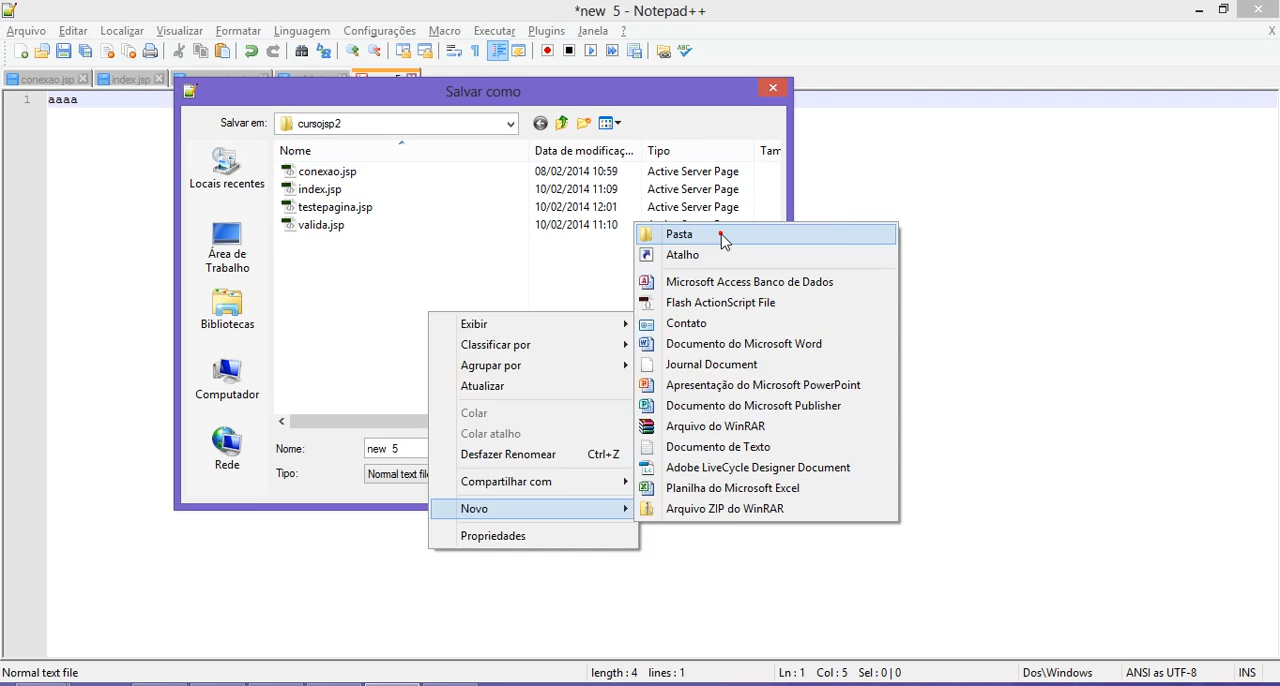 *new 5 - Notepad++
Arquivo Editar Localizar Visualizar Formatar Linguagem Configurações Macro Executar Plugins Janela ? X
conexao.jsp index.jsp
1 aaaa
Salvar como
Salvar em: cursojsp2
Nome Data de modificaç... Tipo Tam
conexao.jsp 08/02/2014 10:59 Active Server Page
index.jsp 10/02/2014 11:09 Active Server Page
testepagina.jsp 10/02/2014 12:01 Active Server Page
valida.jsp 10/02/2014 11:10
Locais recentes
Área de Trabalho
Bibliotecas
Computador
Rede
Nome: new 5
Tipo: Normal text file
Exibir
Classificar por
Agrupar por
Atualizar
Colar
Colar atalho
Desfazer Renomear Ctrl+Z
Compartilhar com
Novo
Propriedades
Pasta
Atalho
Microsoft Access Banco de Dados
Flash ActionScript File
Contato
Documento do Microsoft Word
Journal Document
Apresentação do Microsoft PowerPoint
Documento do Microsoft Publisher
Arquivo do WinRAR
Documento de Texto
Adobe LiveCycle Designer Document
Planilha do Microsoft Excel
Arquivo ZIP do WinRAR
Normal text file length : 4 lines : 1 Ln : 1 Col : 5 Sel : 0 | 0 Dos\Windows ANSI as UTF-8 INS